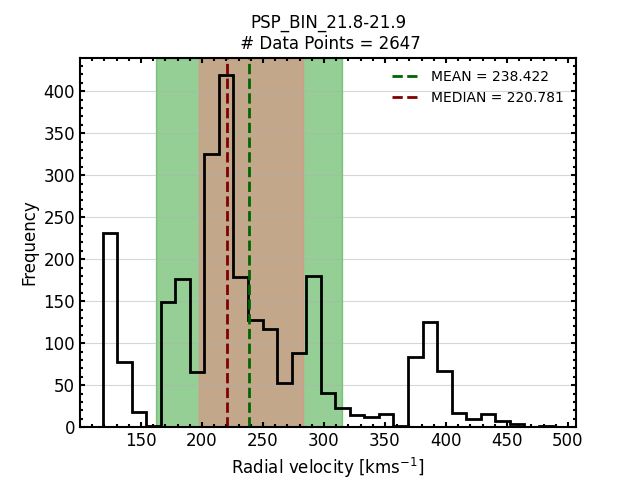 PSP_BIN_21.8-21.9
# Data Points = 2647
MEAN = 238.422
MEDIAN = 220.781
Frequency
400
350
300
250
200
150
100
50
0
150 200 250 300 350 400 450 500
Radial velocity [kms⁻¹]